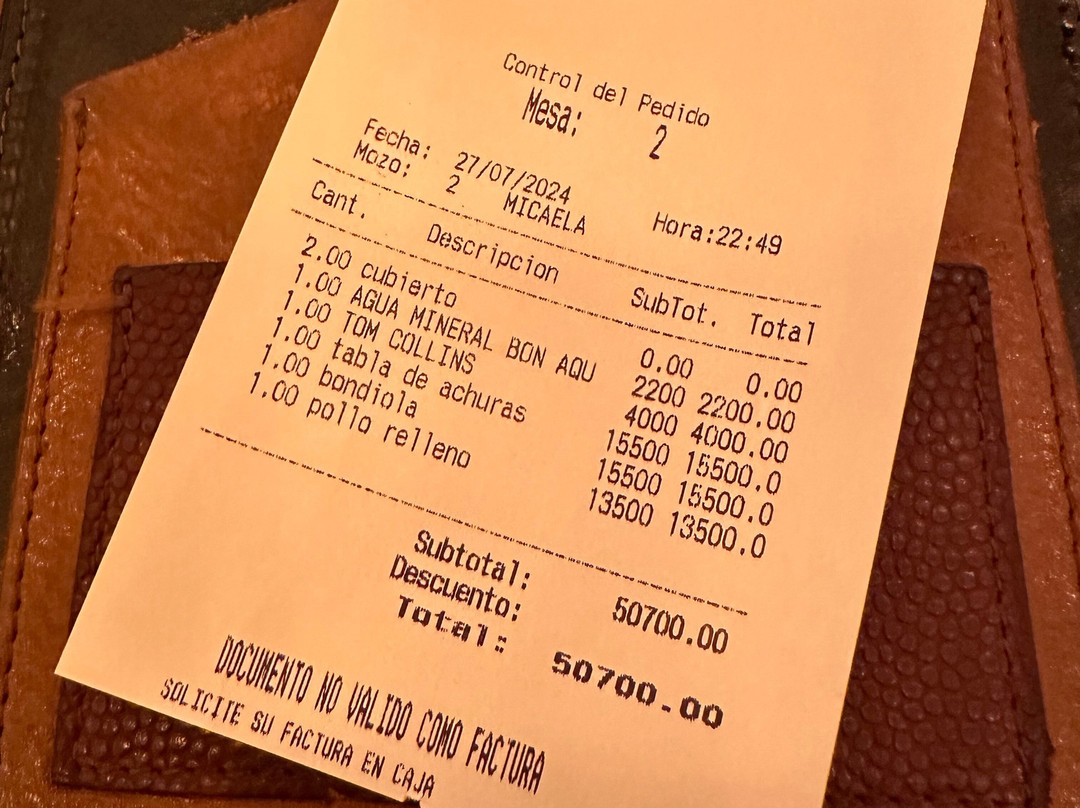 Control del Pedido
Mesa: 2
Fecha: 27/07/2024 Hora:22:49
Mozo: 2 MICAELA
Cant. Descripcion SubTot. Total
2.00 cubierto 0.00 0.00
1.00 AGUA MINERAL BON AQU 2200 2200.00
1.00 TOM COLLINS 4000 4000.00
1.00 tabla de achuras 15500 15500.0
1.00 bondiola 15500 15500.0
1.00 pollo relleno 13500 13500.0
Subtotal: 50700.00
Descuento:
Total: 50700.00
DOCUMENTO NO VALIDO COMO FACTURA
SOLICITE SU FACTURA EN CAJA